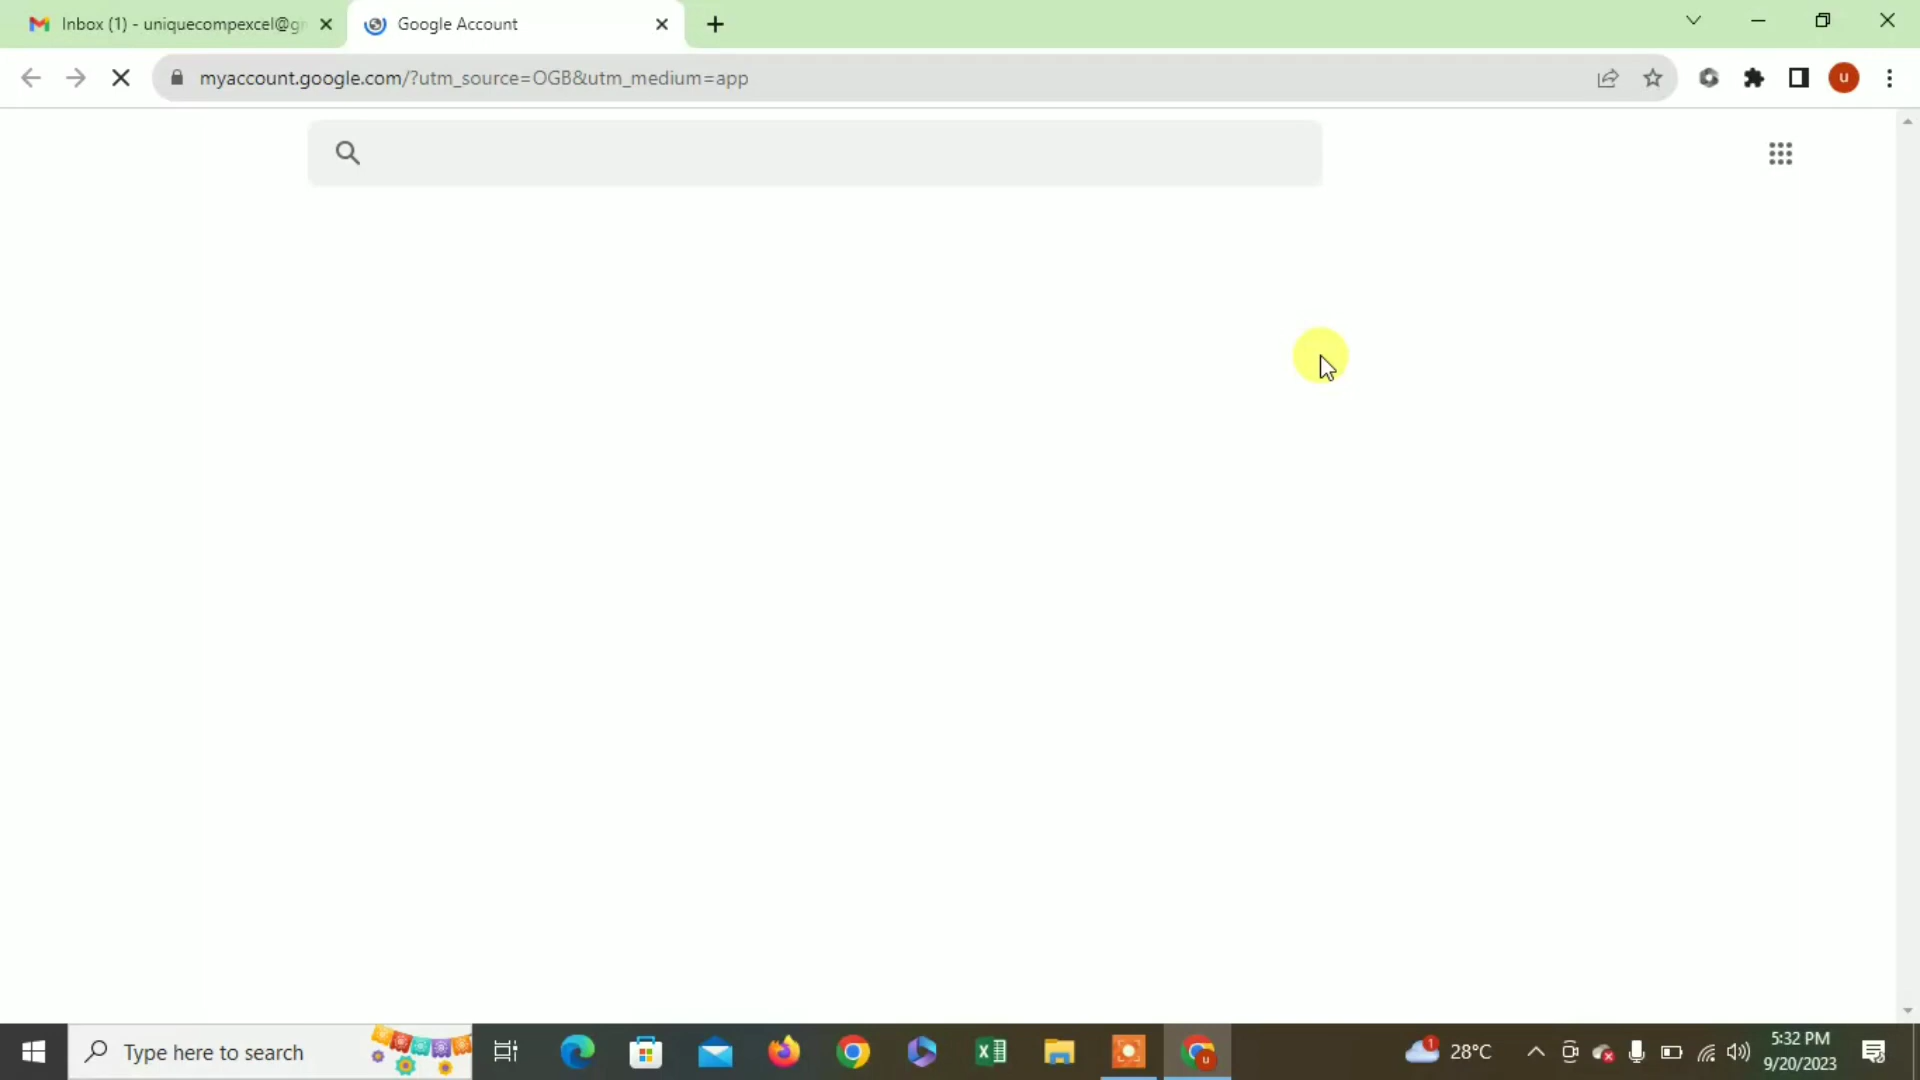 Inbox (1) - uniquecompexcel@g
Google Account
myaccount.google.com/?utm_source=OGB&utm_medium=app
u
Type here to search
X
u
1
28°C
5:32 PM
9/20/2023